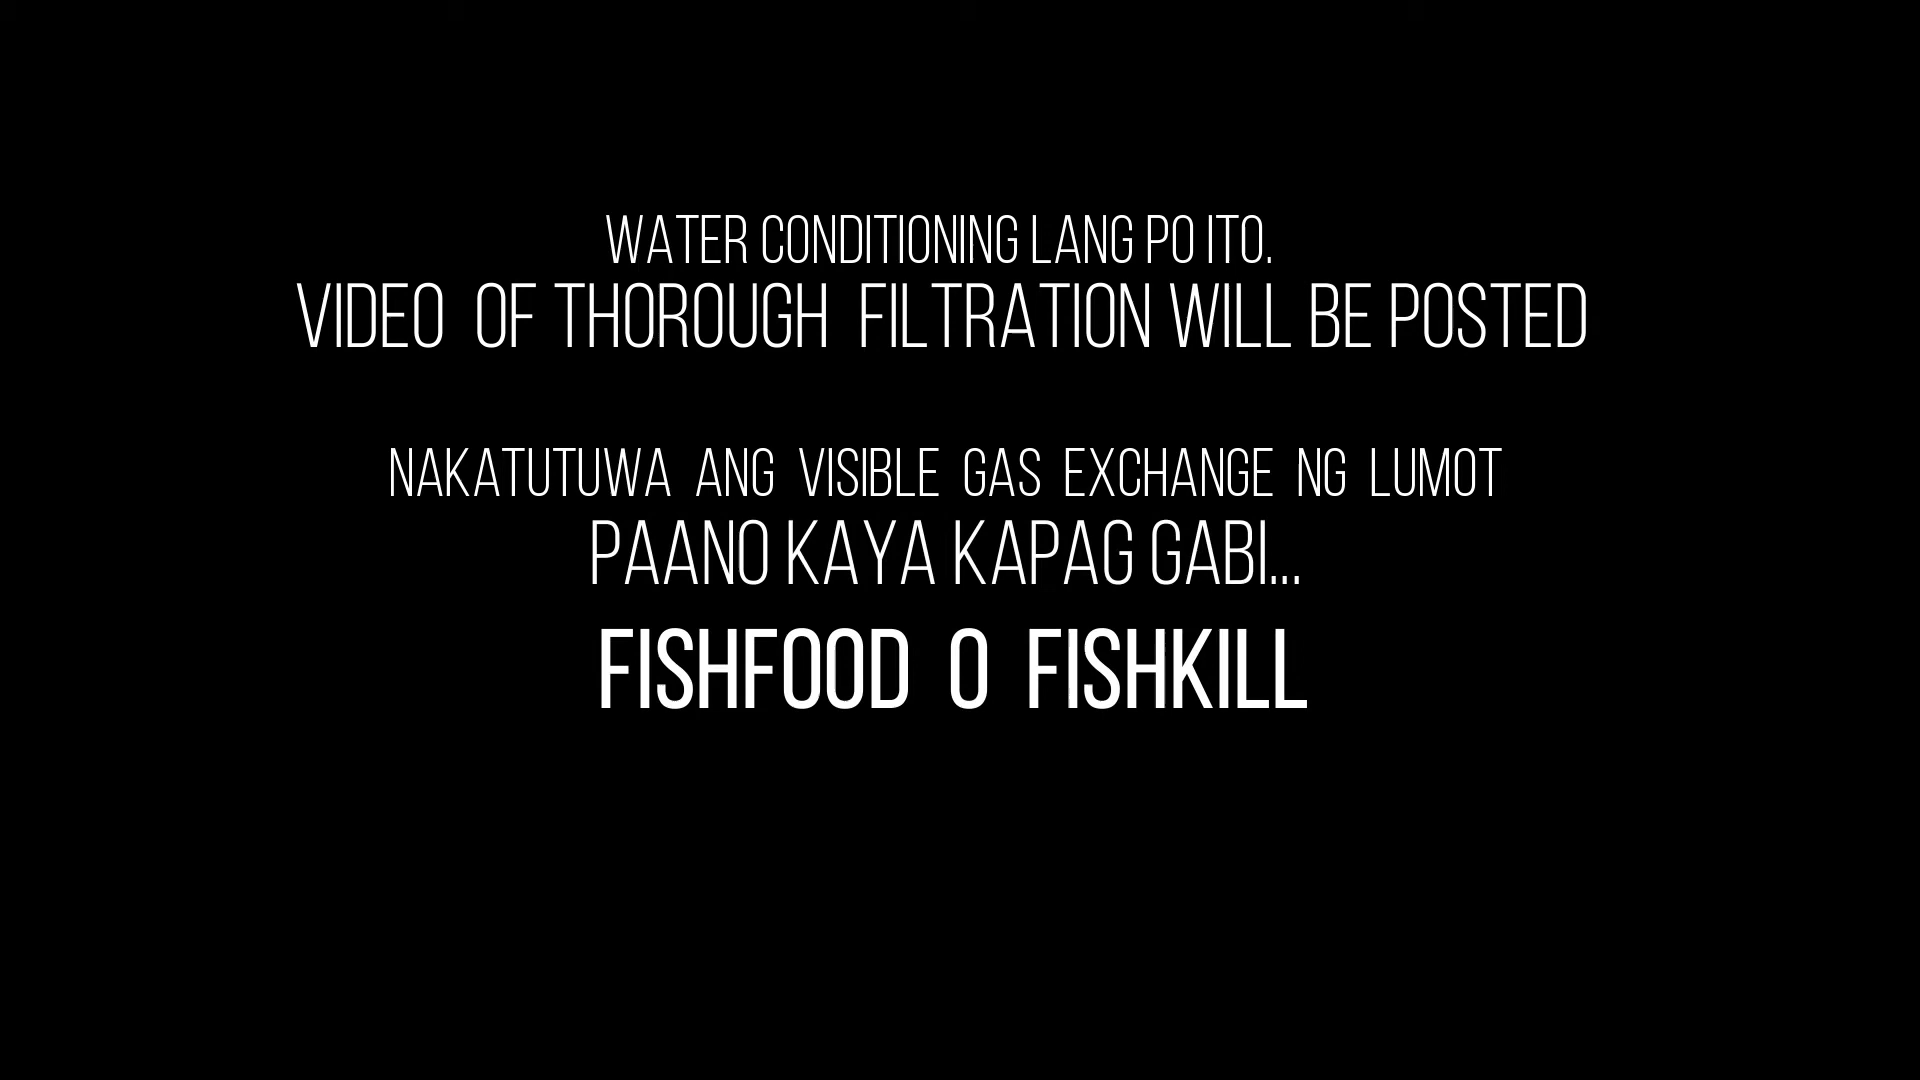 WATER CONDITIONING LANG PO ITO.
VIDEO OF THOROUGH FILTRATION WILL BE POSTED
NAKATUTUWA ANG VISIBLE GAS EXCHANGE NG LUMOT
PAANO KAYA KAPAG GABI...
FISHFOOD O FISHKILL